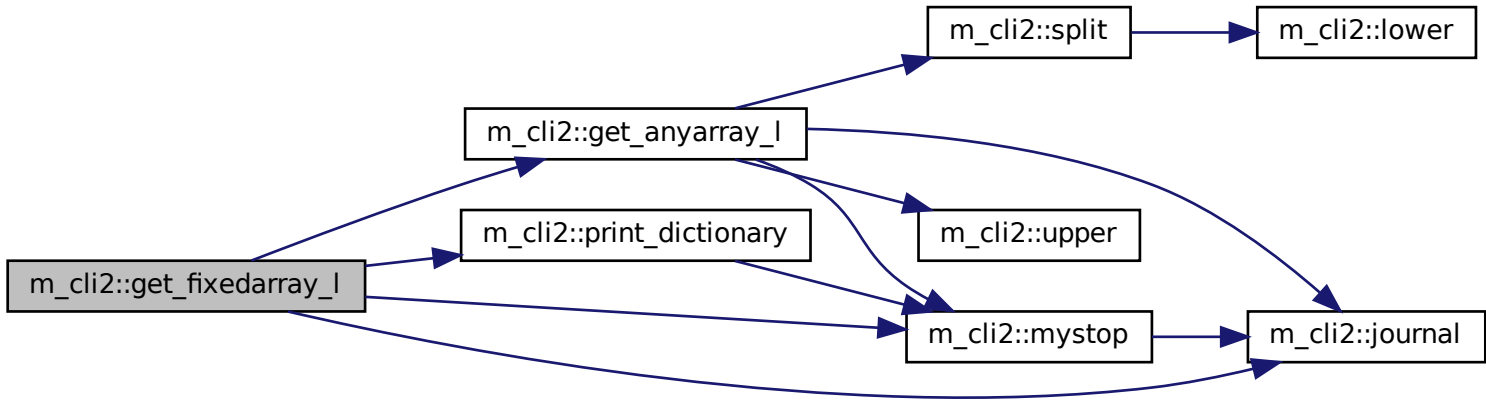 m_cli2::split
m_cli2::lower
m_cli2::get_anyarray_l
m_cli2::print_dictionary
m_cli2::upper
m_cli2::get_fixedarray_l
m_cli2::mystop
m_cli2::journal